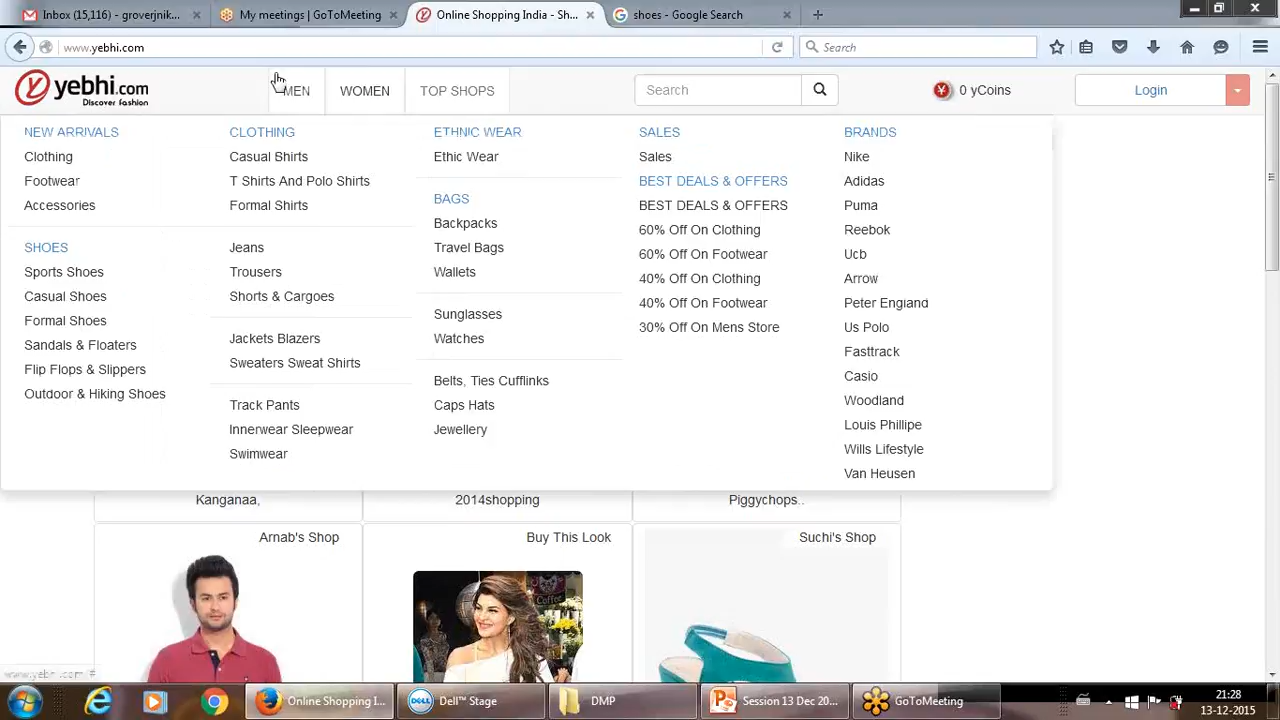 Inbox (15,116) - groverjnik...
My meetings | GoToMeeting
Online Shopping India - Sh...
shoes - Google Search
www.yebhi.com
Search
yebhi.com
Discover fashion
MEN
WOMEN
TOP SHOPS
Search
0 yCoins
Login
NEW ARRIVALS
Clothing
Footwear
Accessories
SHOES
Sports Shoes
Casual Shoes
Formal Shoes
Sandals & Floaters
Flip Flops & Slippers
Outdoor & Hiking Shoes
CLOTHING
Casual Shirts
T Shirts And Polo Shirts
Formal Shirts
Jeans
Trousers
Shorts & Cargoes
Jackets Blazers
Sweaters Sweat Shirts
Track Pants
Innerwear Sleepwear
Swimwear
ETHNIC WEAR
Ethic Wear
BAGS
Backpacks
Travel Bags
Wallets
Sunglasses
Watches
Belts, Ties Cufflinks
Caps Hats
Jewellery
SALES
Sales
BEST DEALS & OFFERS
BEST DEALS & OFFERS
60% Off On Clothing
60% Off On Footwear
40% Off On Clothing
40% Off On Footwear
30% Off On Mens Store
BRANDS
Nike
Adidas
Puma
Reebok
Ucb
Arrow
Peter England
Us Polo
Fasttrack
Casio
Woodland
Louis Phillipe
Wills Lifestyle
Van Heusen
Kanganaa,
2014shopping
Piggychops..
Arnab's Shop
Buy This Look
Suchi's Shop
Coffee
www.yebhi.com/#
Online Shopping I...
DELL
Dell™ Stage
DMP
Session 13 Dec 20...
GoToMeeting
21:28
13-12-2015